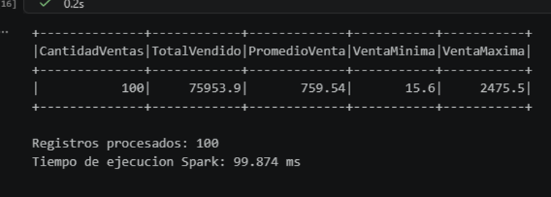 16] ✓ 0.2s
..
+--------------+------------+-------------+-----------+-----------+
|CantidadVentas|TotalVendido|PromedioVenta|VentaMinima|VentaMaxima|
+--------------+------------+-------------+-----------+-----------+
|           100|     75953.9|       759.54|       15.6|     2475.5|
+--------------+------------+-------------+-----------+-----------+
Registros procesados: 100
Tiempo de ejecucion Spark: 99.874 ms